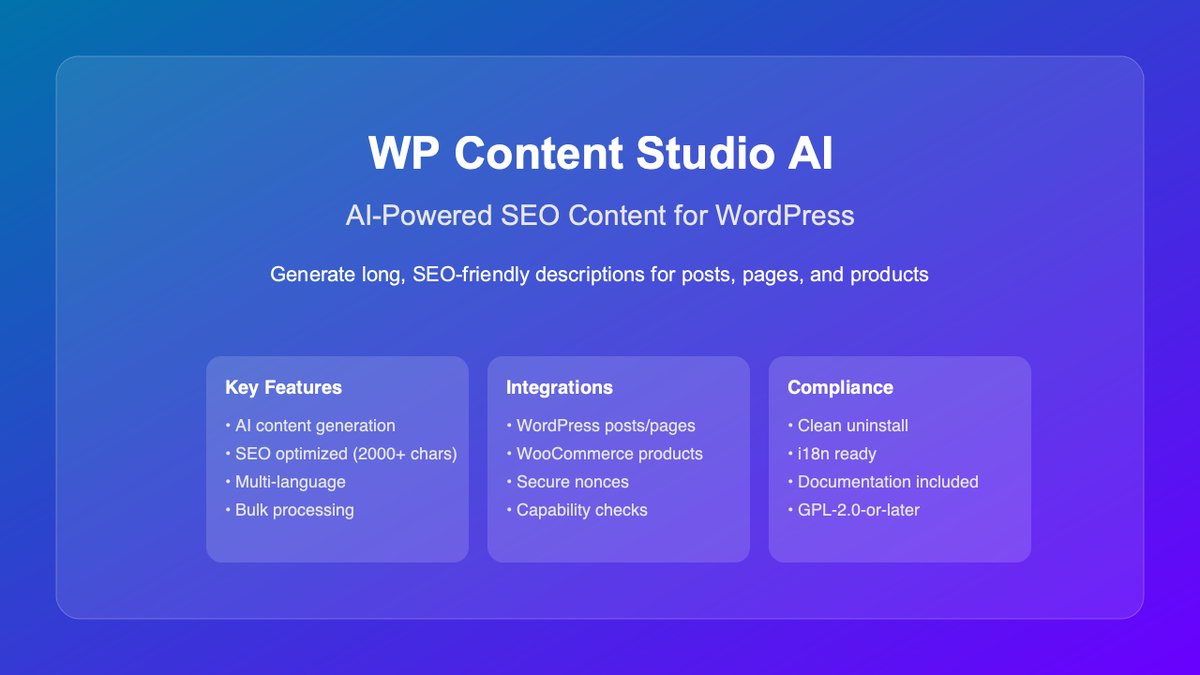 WP Content Studio AI
AI-Powered SEO Content for WordPress
Generate long, SEO-friendly descriptions for posts, pages, and products
Key Features
• AI content generation
• SEO optimized (2000+ chars)
• Multi-language
• Bulk processing
Integrations
• WordPress posts/pages
• WooCommerce products
• Secure nonces
• Capability checks
Compliance
• Clean uninstall
• i18n ready
• Documentation included
• GPL-2.0-or-later